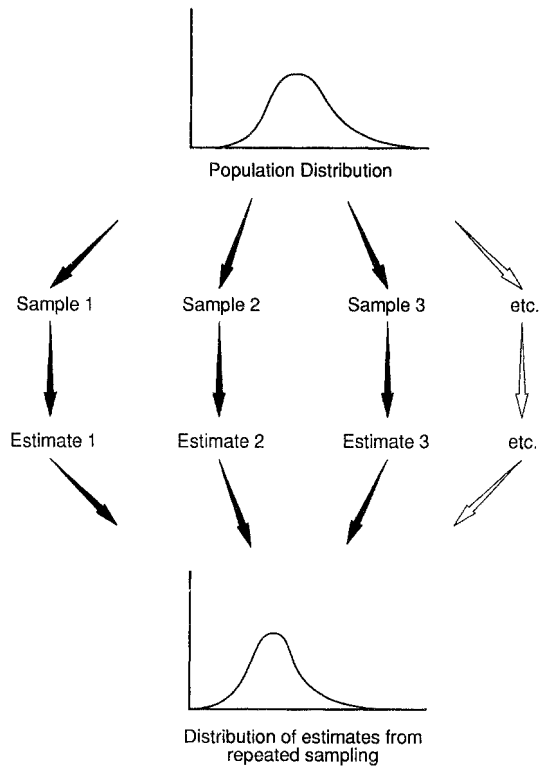 Population Distribution
Sample 1
Sample 2
Sample 3
etc.
Estimate 1
Estimate 2
Estimate 3
etc.
Distribution of estimates from
repeated sampling